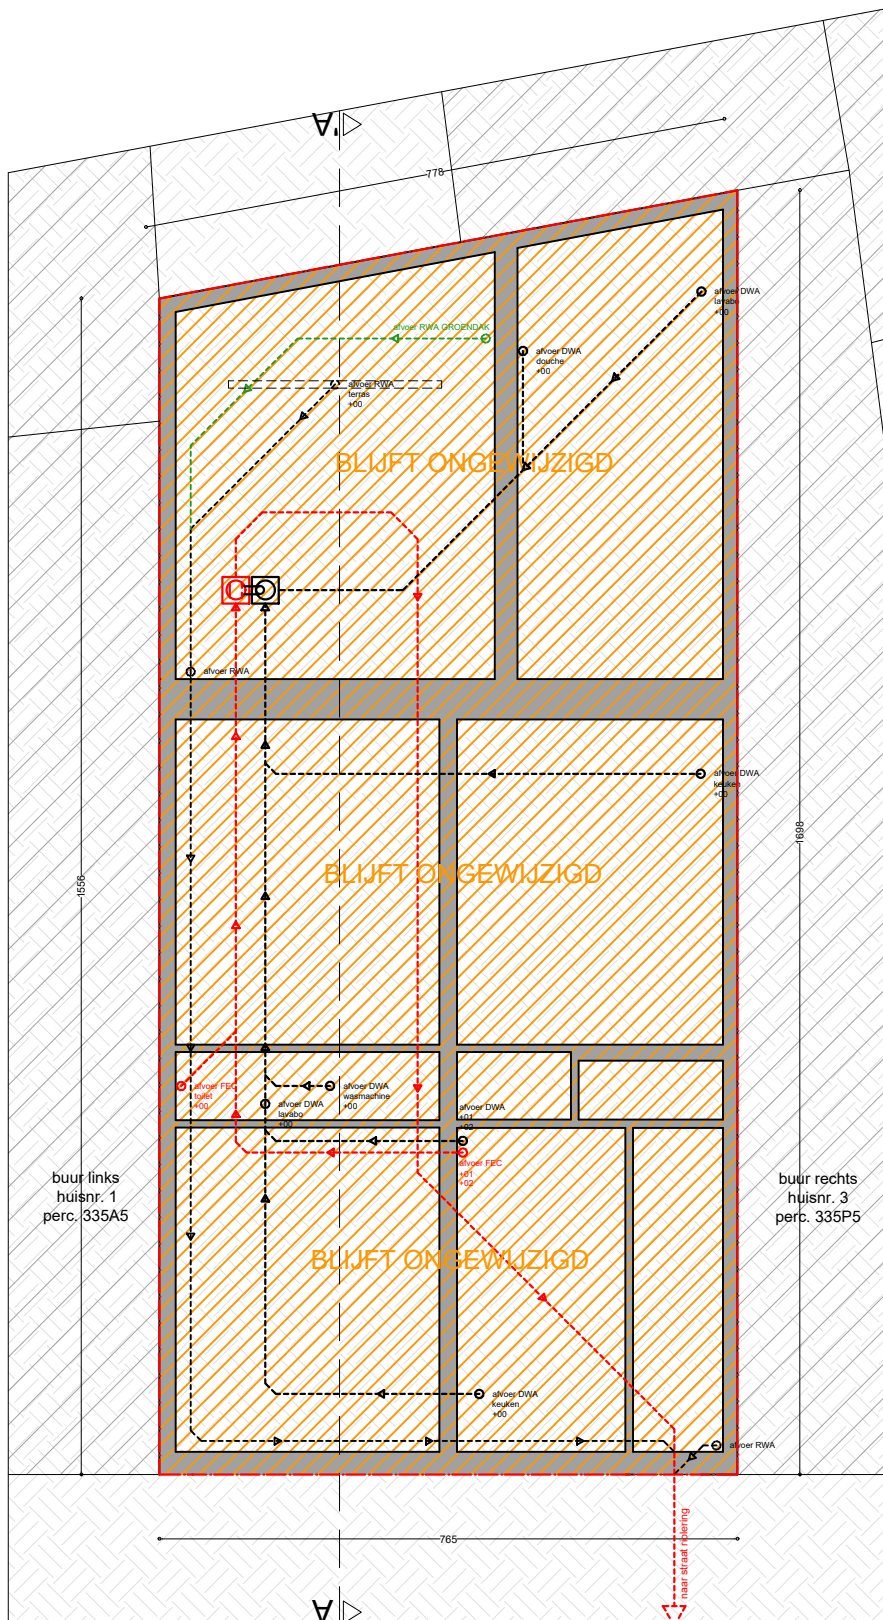 A'
778
afvoer DWA
lavabo
+00
afvoer RWA GROENDAK
afvoer DWA
douche
+00
afvoer RWA
terras
+00
BLIJFT ONGEWIJZIGD
afvoer RWA
afvoer DWA
keuken
+00
1698
1556
BLIJFT ONGEWIJZIGD
afvoer FEC
toilet
+00
afvoer DWA
wasmachine
+00
afvoer DWA
lavabo
+00
afvoer DWA
+01
+02
afvoer FEC
+01
+02
buur links
huisnr. 1
perc. 335A5
buur rechts
huisnr. 3
perc. 335P5
BLIJFT ONGEWIJZIGD
afvoer DWA
keuken
+00
afvoer RWA
765
naar straat riolering
A